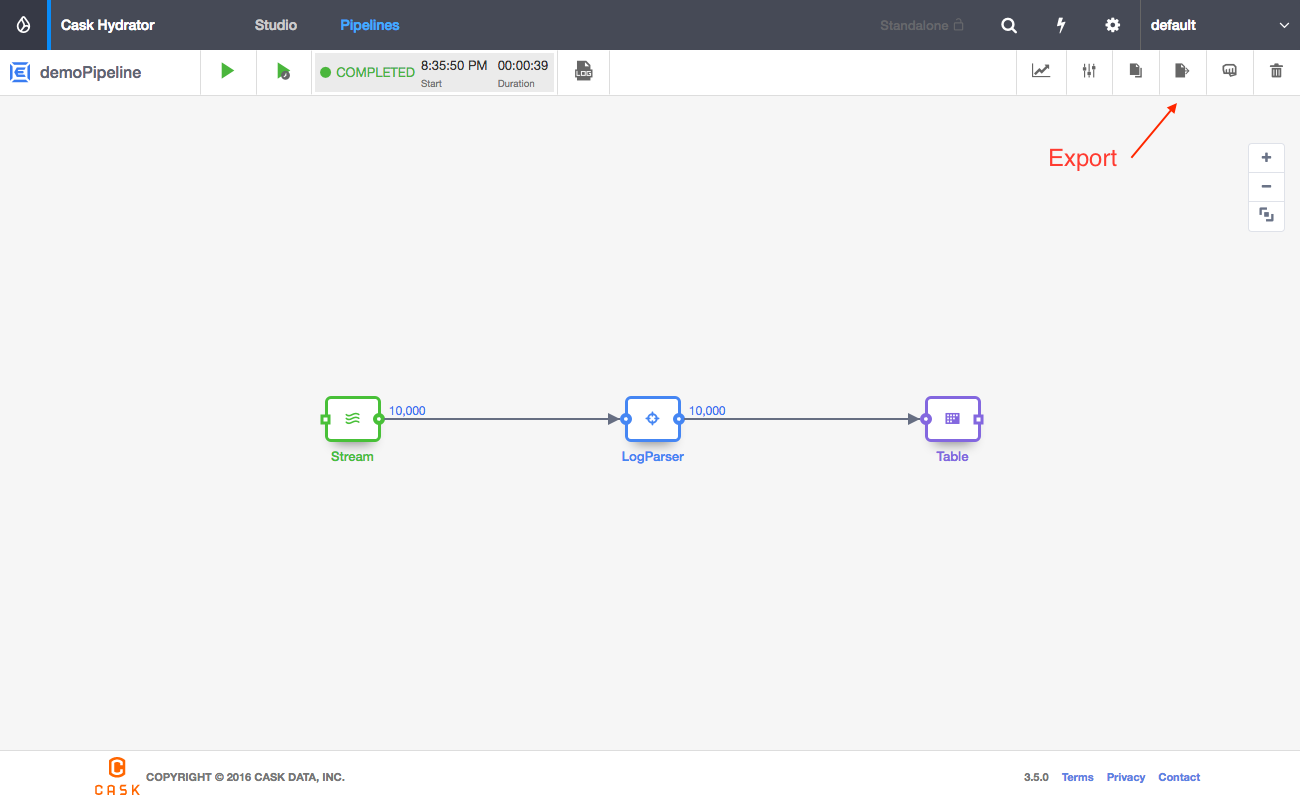 Cask Hydrator
Studio
Pipelines
Standalone
default
demoPipeline
COMPLETED
8:35:50 PM
Start
00:00:39
Duration
LOG
Export
+
−
10,000
10,000
Stream
LogParser
Table
CASK
COPYRIGHT © 2016 CASK DATA, INC.
3.5.0
Terms
Privacy
Contact